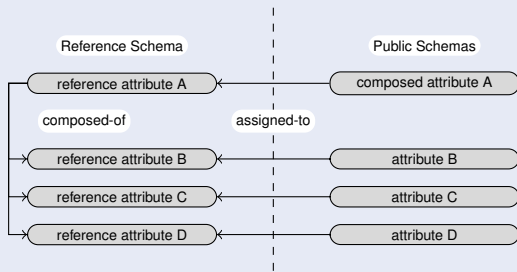 Reference Schema
Public Schemas
reference attribute A
composed attribute A
composed-of
assigned-to
reference attribute B
attribute B
reference attribute C
attribute C
reference attribute D
attribute D